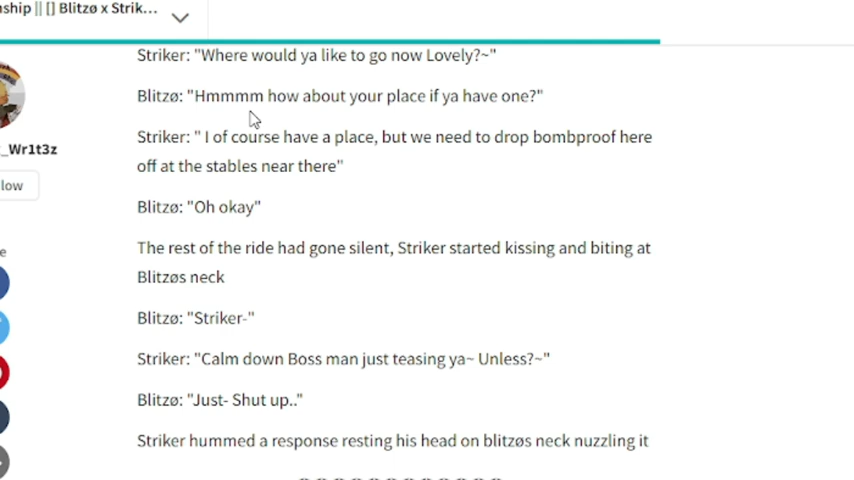 ship || [] Blitzø x Strik...
Striker: "Where would ya like to go now Lovely?~"
Blitzø: "Hmmmm how about your place if ya have one?"
Striker: " I of course have a place, but we need to drop bombproof here
_Wr1t3z
off at the stables near there"
low
Blitzø: "Oh okay"
The rest of the ride had gone silent, Striker started kissing and biting at
e
Blitzøs neck
Blitzø: "Striker-"
Striker: "Calm down Boss man just teasing ya~ Unless?~"
Blitzø: "Just- Shut up.."
Striker hummed a response resting his head on blitzøs neck nuzzling it